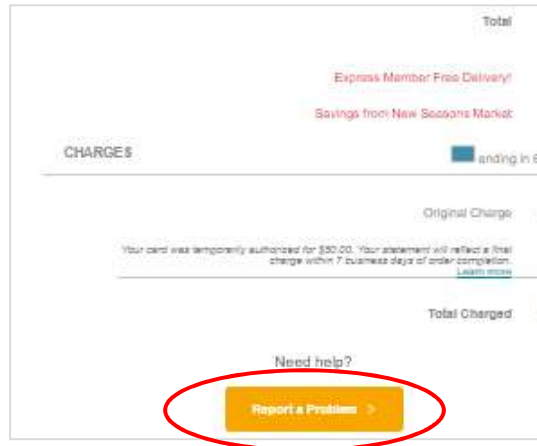 Total
Express Member Free Delivery!
Savings from New Seasons Market
CHARGES
ending in
Original Charge
Your card was temporarily authorized for $50.00. Your statement will reflect a final
charge within 7 business days of order completion.
Learn more
Total Charged
Need help?
Report a Problem >